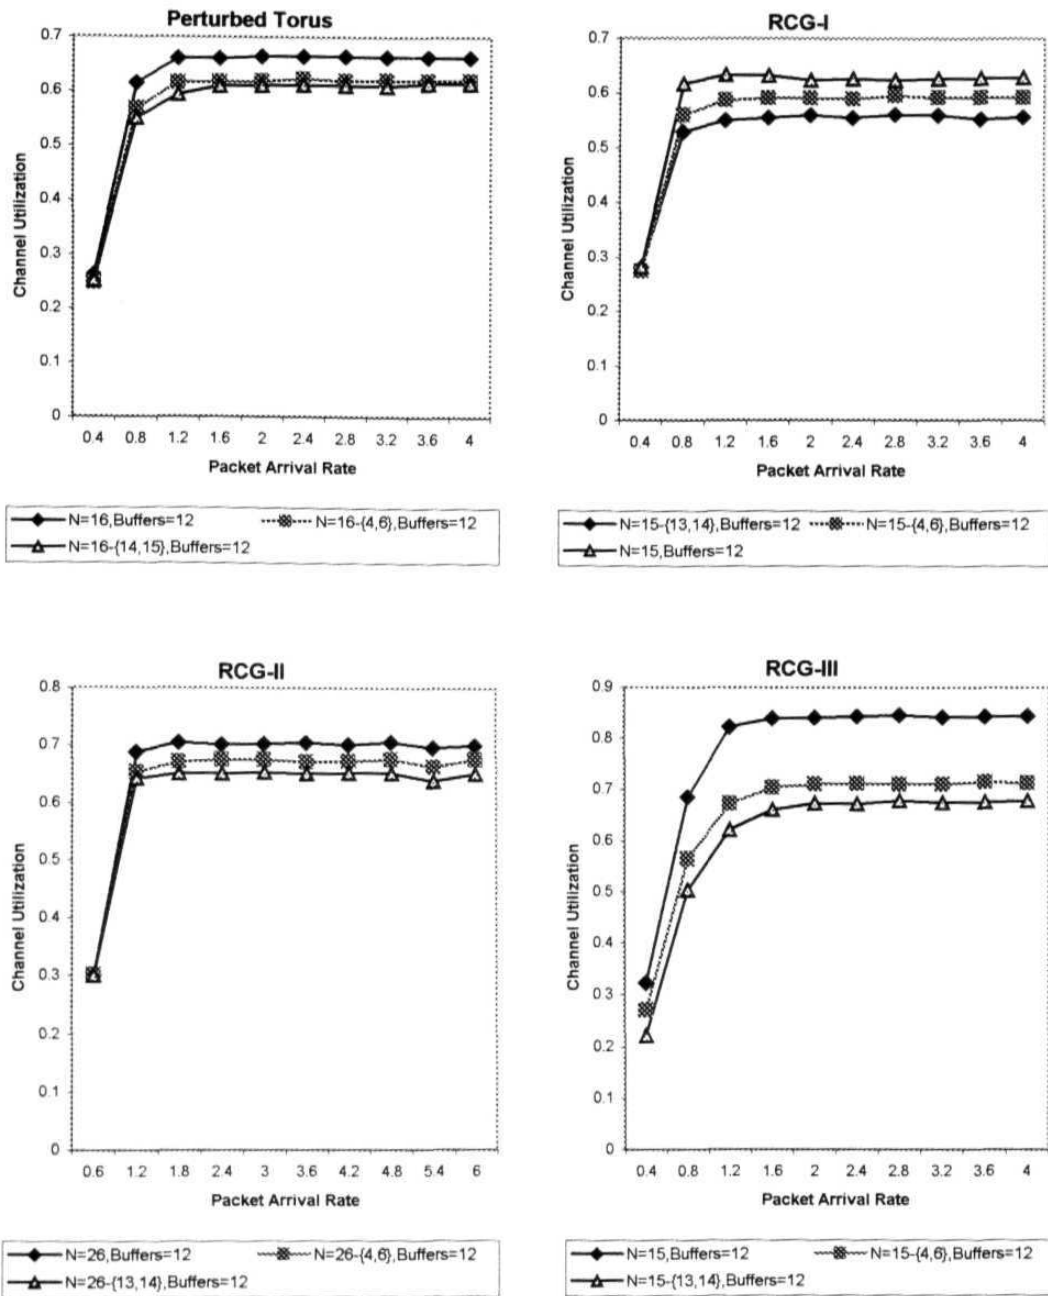 Perturbed Torus
0.7
0.6
0.5
0.4
0.3
0.2
0.1
0
Channel Utilization
0.4 0.8 1.2 1.6 2 2.4 2.8 3.2 3.6 4
Packet Arrival Rate
N=16,Buffers=12 N=16-{4,6},Buffers=12
N=16-{14,15},Buffers=12
RCG-I
0.7
0.6
0.5
0.4
0.3
0.2
0.1
0
Channel Utilization
0.4 0.8 1.2 1.6 2 2.4 2.8 3.2 3.6 4
Packet Arrival Rate
N=15-{13,14},Buffers=12 N=15-{4,6},Buffers=12
N=15,Buffers=12
RCG-II
0.8
0.7
0.6
0.5
0.4
0.3
0.2
0.1
0
Channel Utilization
0.6 1.2 1.8 2.4 3 3.6 4.2 4.8 5.4 6
Packet Arrival Rate
N=26,Buffers=12 N=26-{4,6},Buffers=12
N=26-{13,14},Buffers=12
RCG-III
0.9
0.8
0.7
0.6
0.5
0.4
0.3
0.2
0.1
0
Channel Utilization
0.4 0.8 1.2 1.6 2 2.4 2.8 3.2 3.6 4
Packet Arrival Rate
N=15,Buffers=12 N=15-{4,6},Buffers=12
N=15-{13,14},Buffers=12